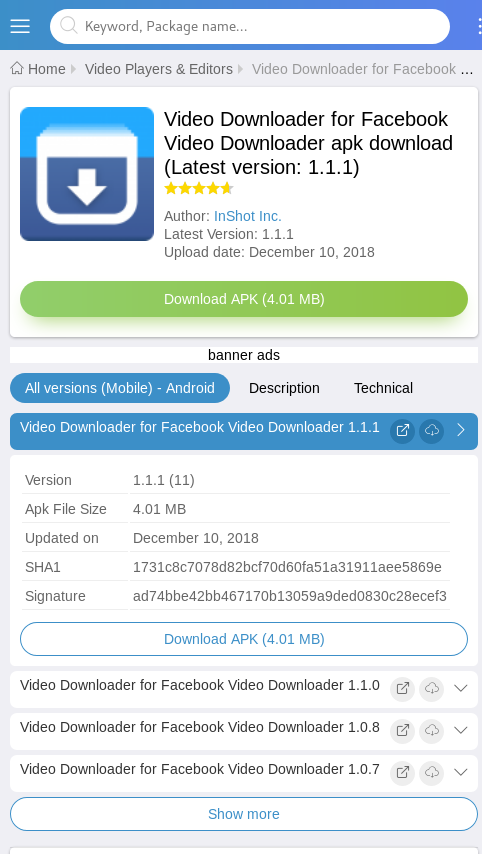 Keyword, Package name...
Home Video Players & Editors Video Downloader for Facebook ...
Video Downloader for Facebook
Video Downloader apk download
(Latest version: 1.1.1)
Author: InShot Inc.
Latest Version: 1.1.1
Upload date: December 10, 2018
Download APK (4.01 MB)
banner ads
All versions (Mobile) - Android Description Technical
Video Downloader for Facebook Video Downloader 1.1.1
Version 1.1.1 (11)
Apk File Size 4.01 MB
Updated on December 10, 2018
SHA1 1731c8c7078d82bcf70d60fa51a31911aee5869e
Signature ad74bbe42bb467170b13059a9ded0830c28ecef3
Download APK (4.01 MB)
Video Downloader for Facebook Video Downloader 1.1.0
Video Downloader for Facebook Video Downloader 1.0.8
Video Downloader for Facebook Video Downloader 1.0.7
Show more